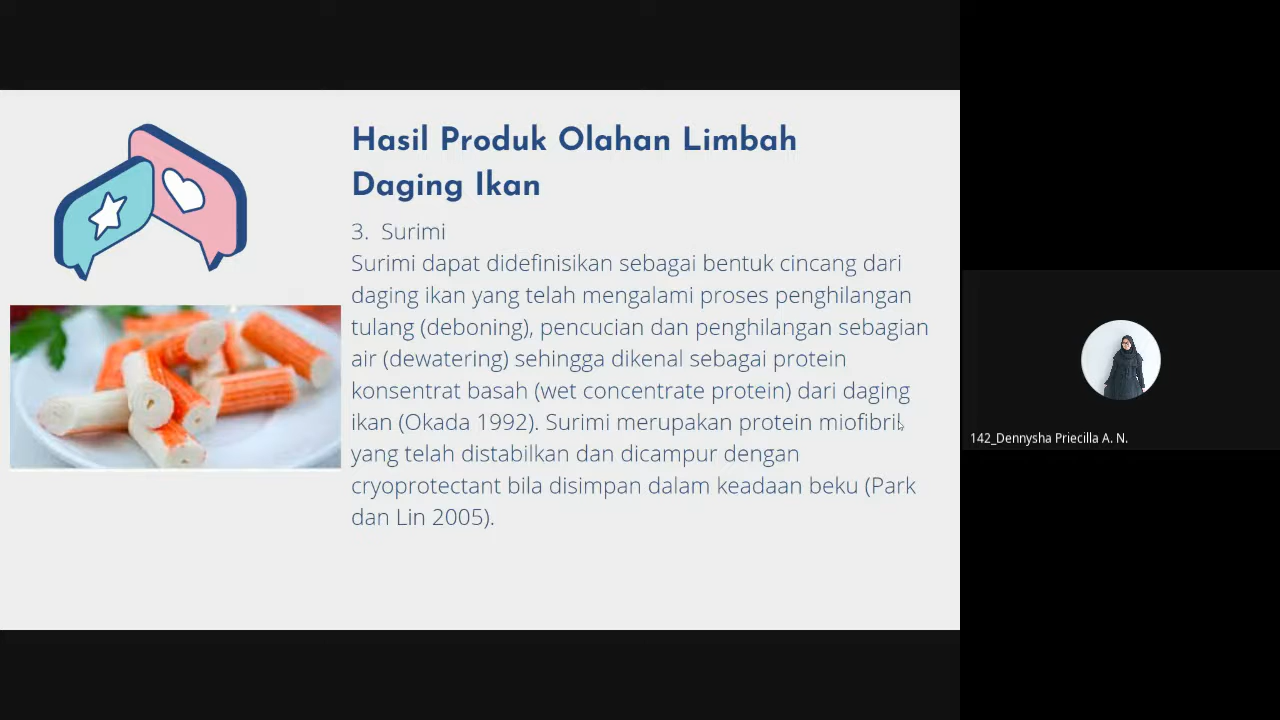 Hasil Produk Olahan Limbah
Daging Ikan
3. Surimi
Surimi dapat didefinisikan sebagai bentuk cincang dari
daging ikan yang telah mengalami proses penghilangan
tulang (deboning), pencucian dan penghilangan sebagian
air (dewatering) sehingga dikenal sebagai protein
konsentrat basah (wet concentrate protein) dari daging
ikan (Okada 1992). Surimi merupakan protein miofibril,
yang telah distabilkan dan dicampur dengan
cryoprotectant bila disimpan dalam keadaan beku (Park
dan Lin 2005).
142_Dennysha Priecilla A. N.